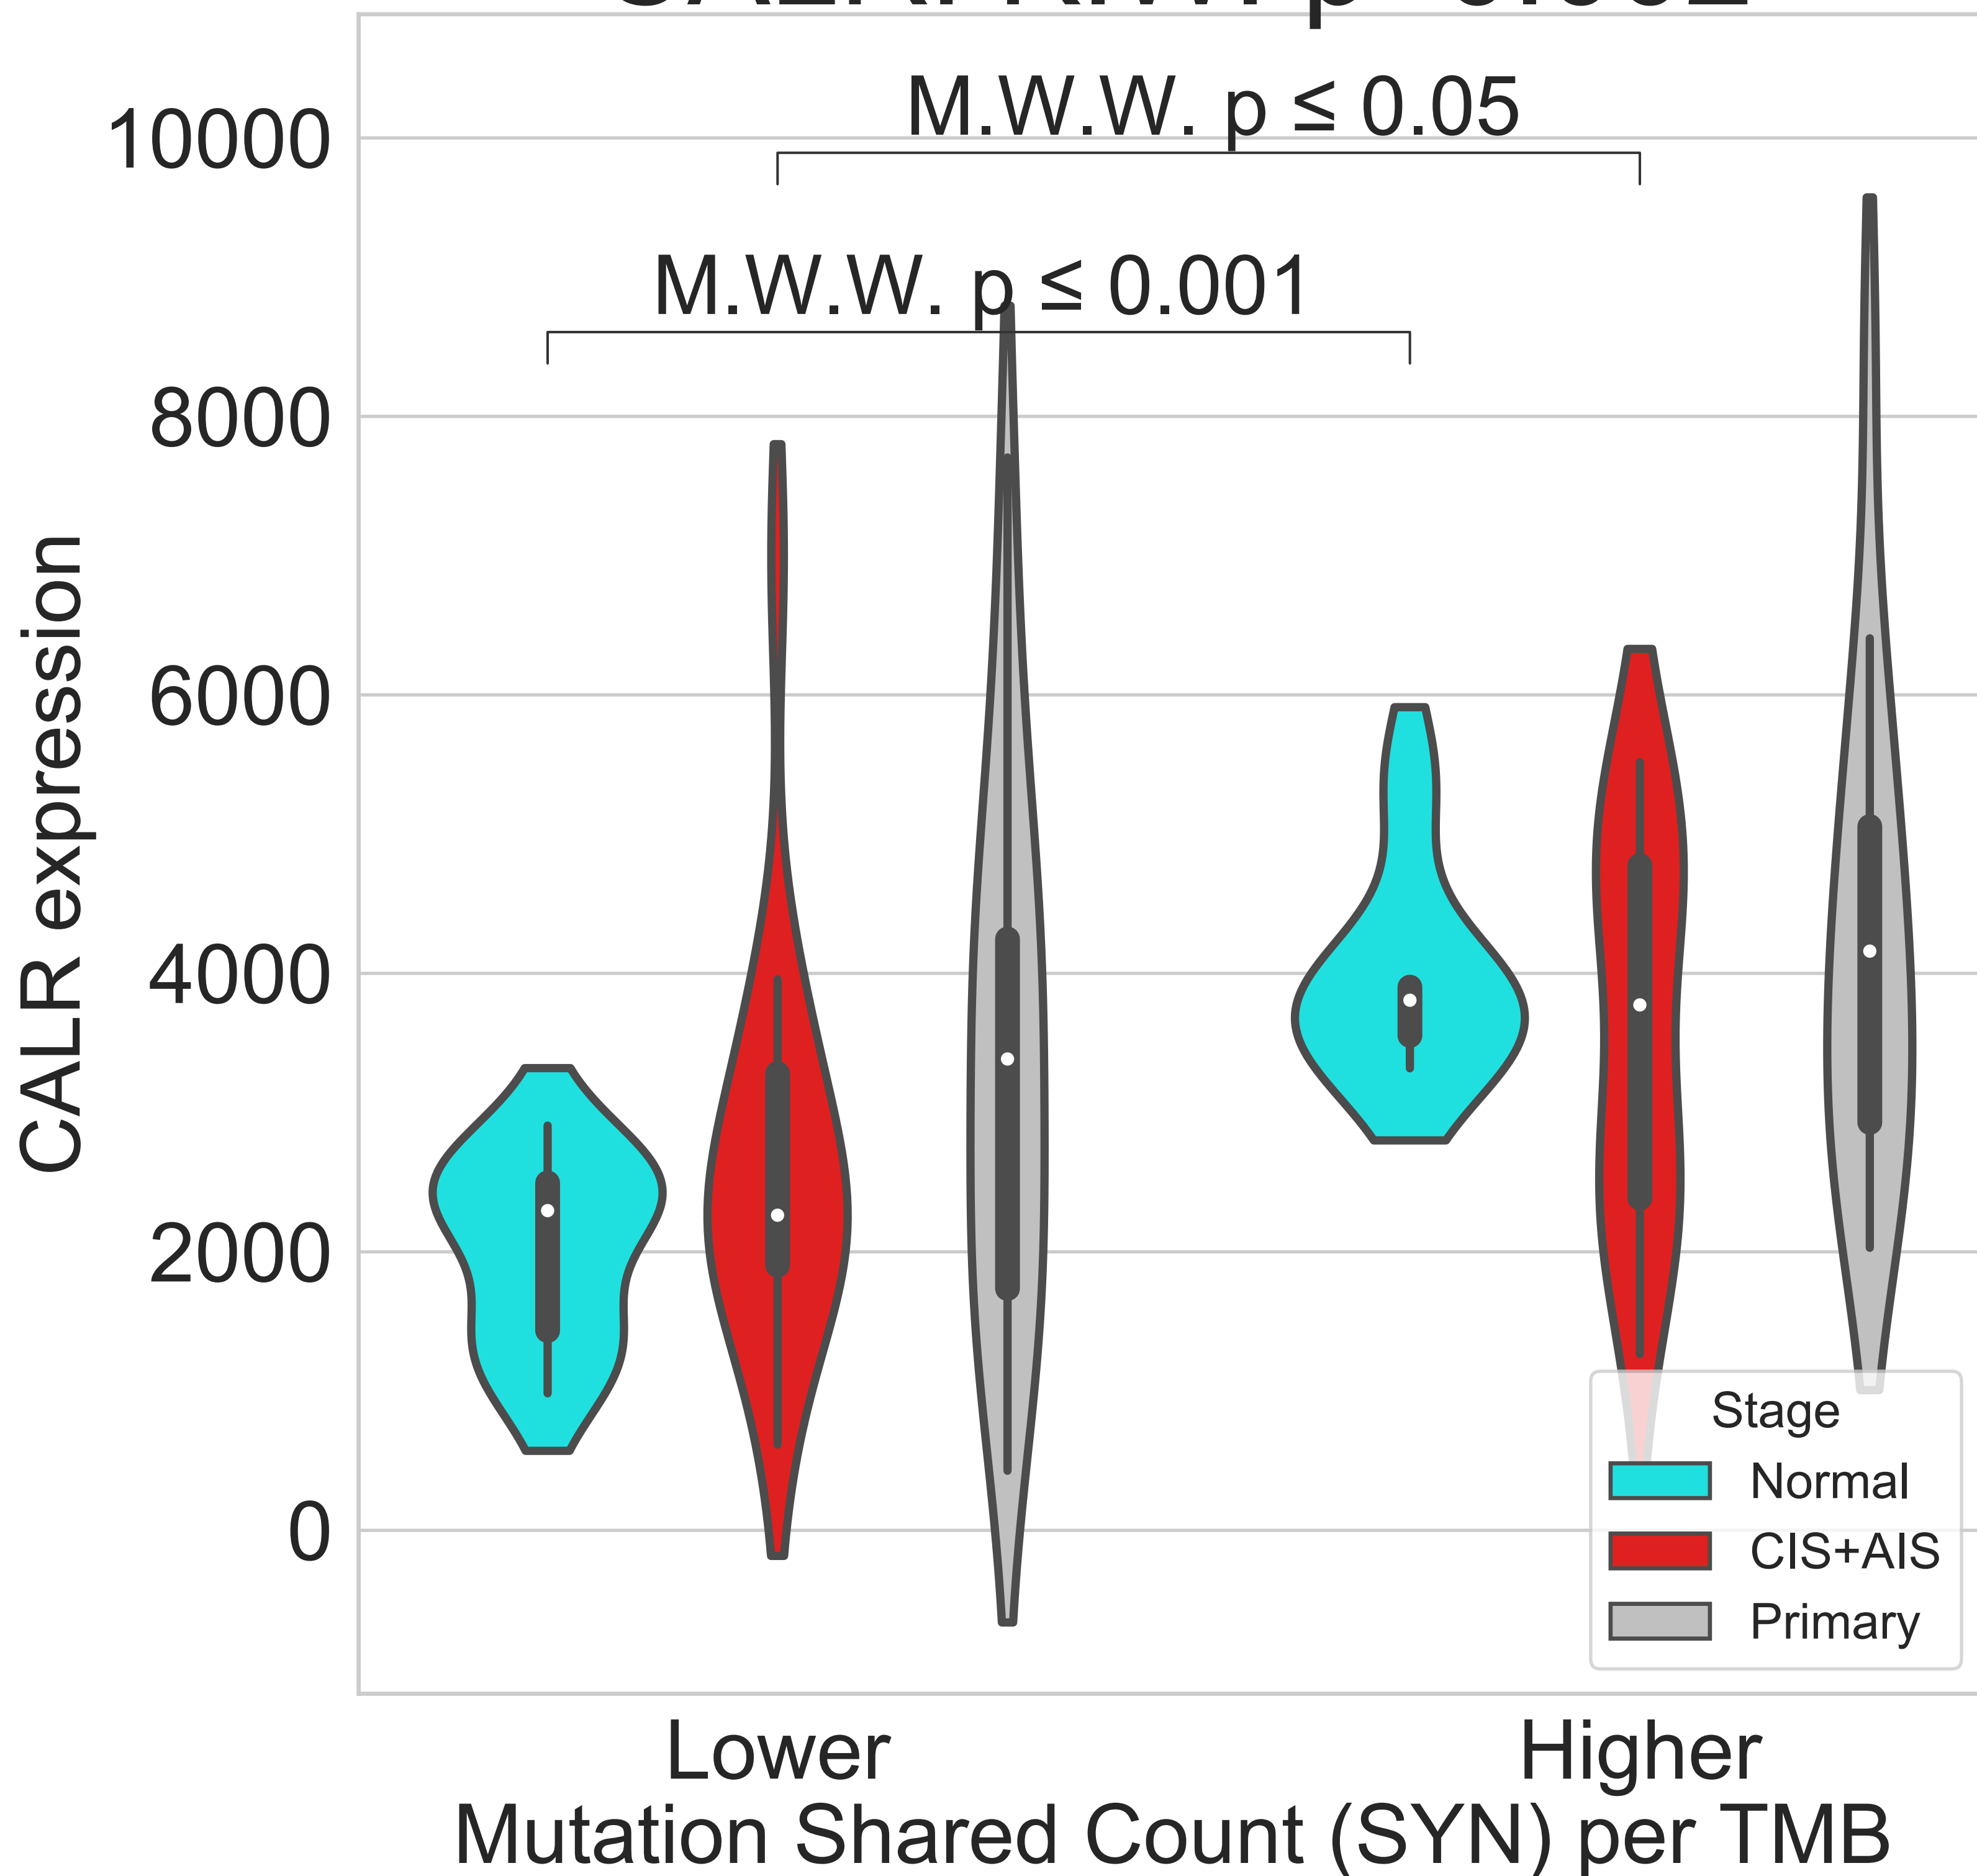 M.W.W. p ≤ 0.05
M.W.W. p ≤ 0.001
10000
8000
6000
4000
2000
0
CALR expression
Stage
Normal
CIS+AIS
Primary
Lower
Higher
Mutation Shared Count (SYN) per TMB